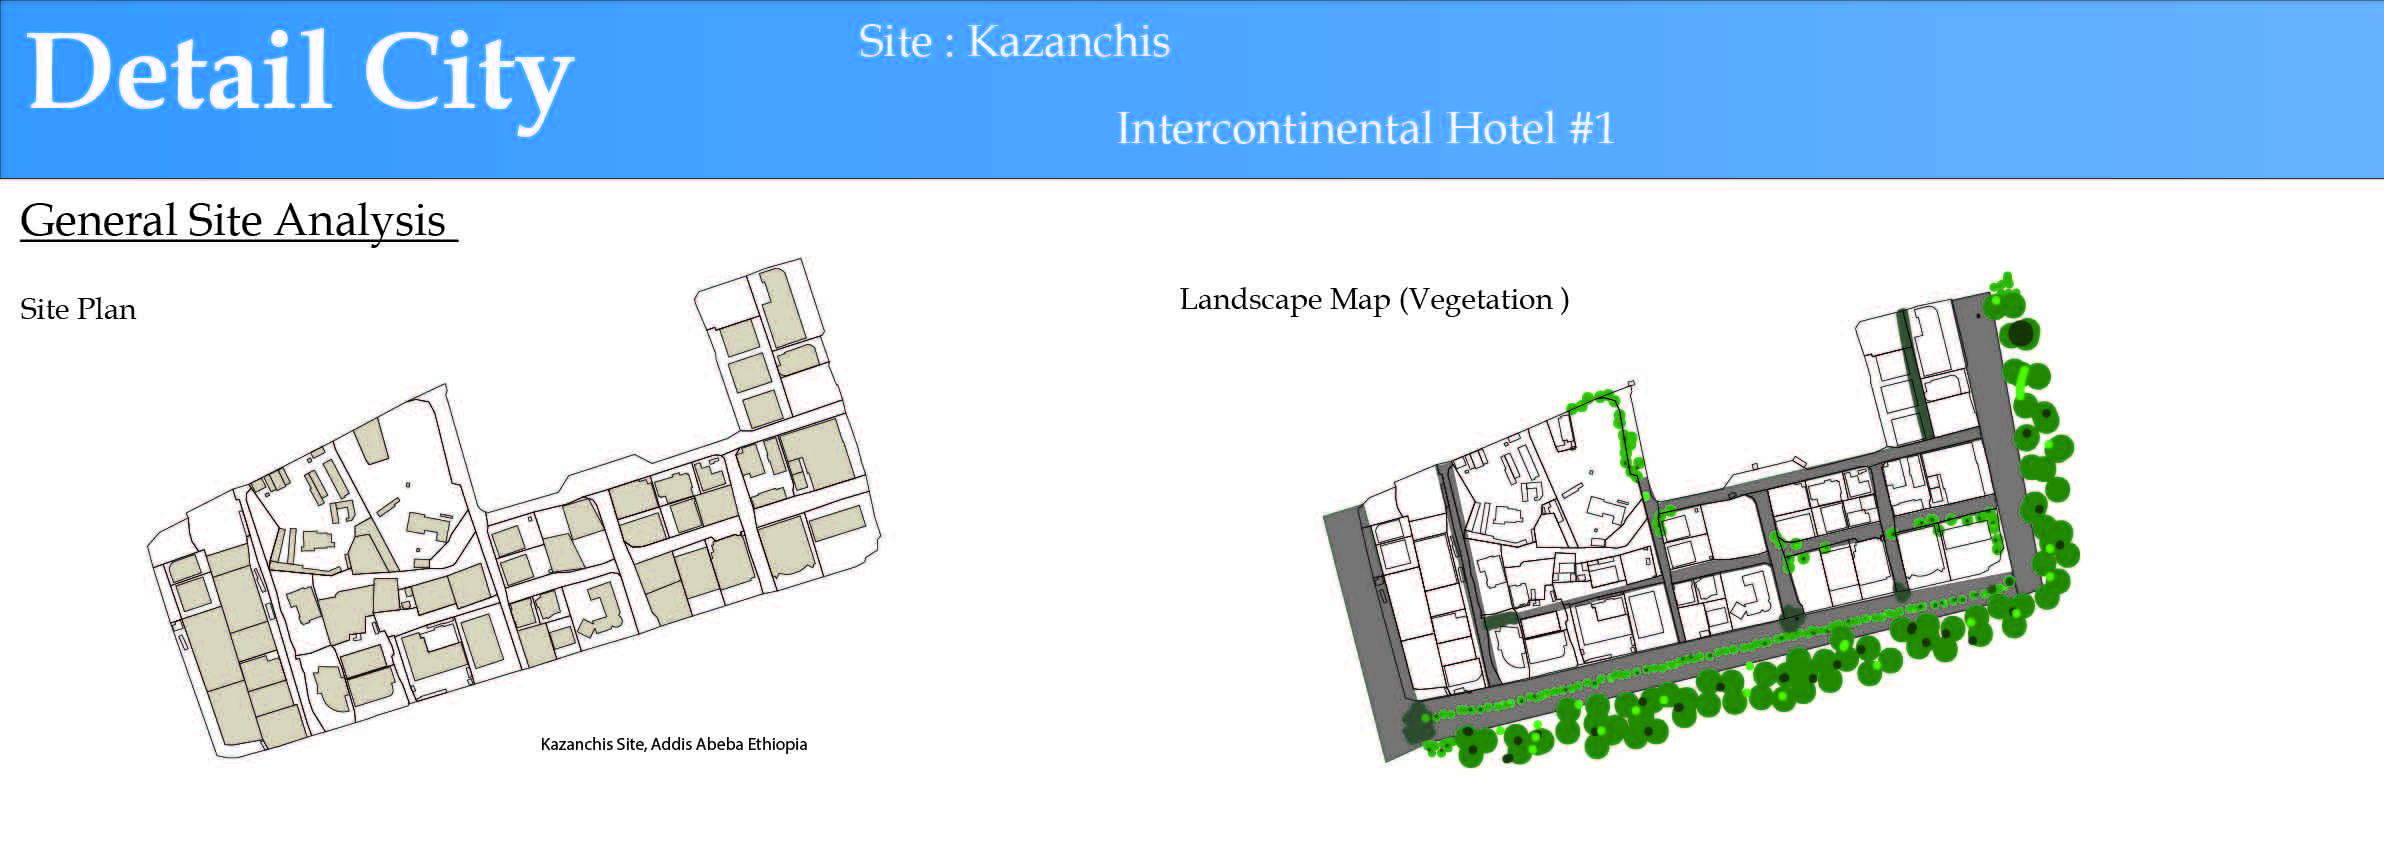 Detail City
Site : Kazanchis
Intercontinental Hotel #1
General Site Analysis
Site Plan
Landscape Map (Vegetation )
Kazanchis Site, Addis Abeba Ethiopia